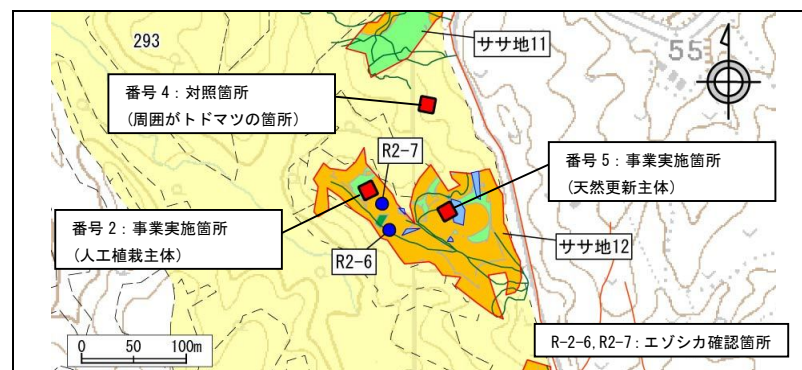 293
ササ地11
55
番号4：対照箇所
(周囲がトドマツの箇所)
R2-7
番号5：事業実施箇所
(天然更新主体)
番号2：事業実施箇所
(人工植栽主体)
R2-6
ササ地12
0 50 100m
R-2-6,R2-7：エゾシカ確認箇所